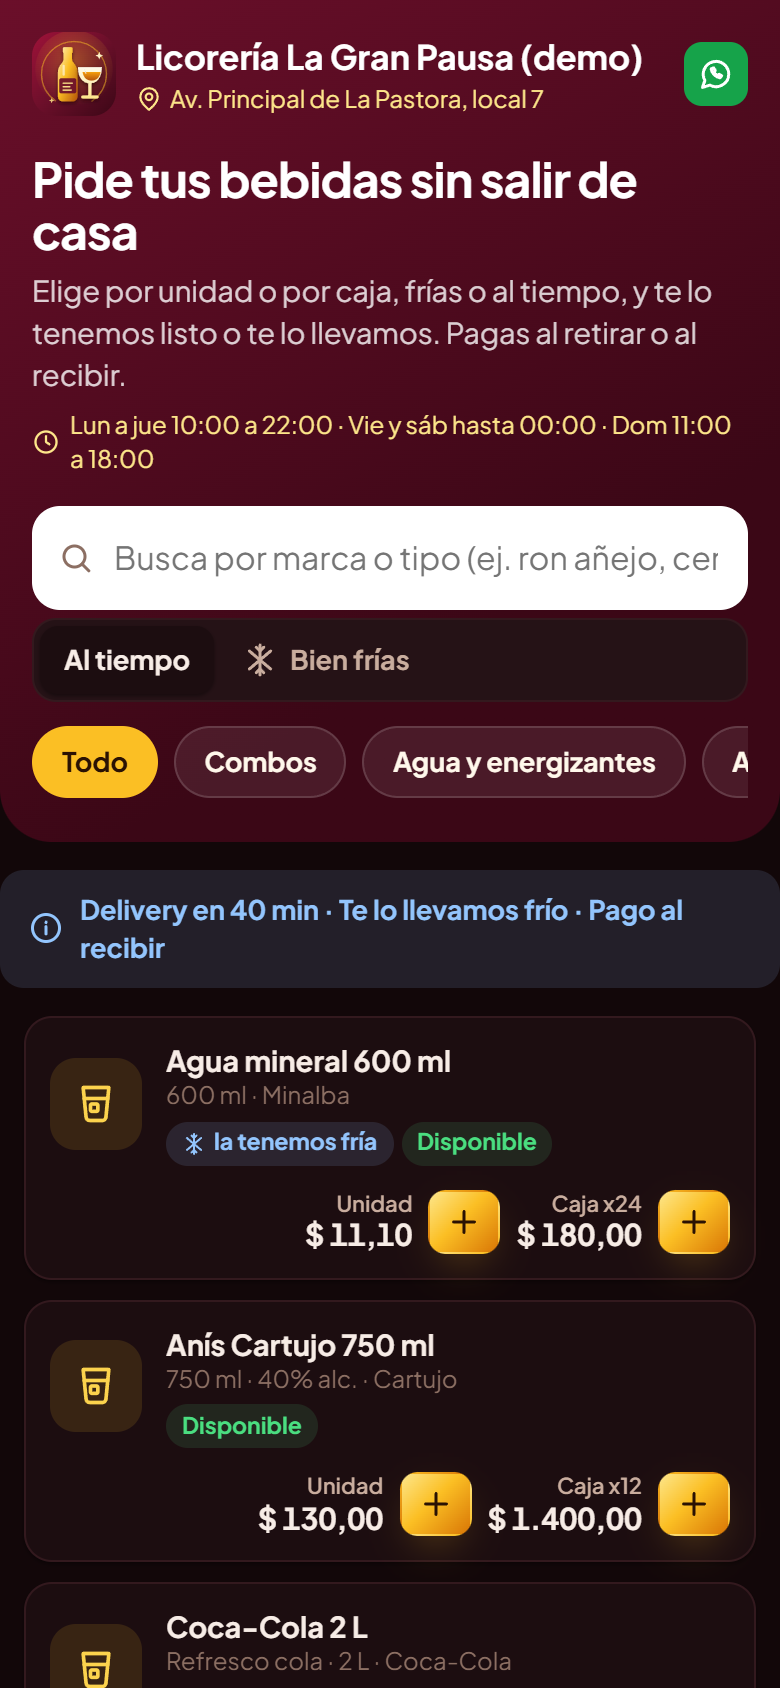 Licorería La Gran Pausa (demo)
Av. Principal de La Pastora, local 7
Pide tus bebidas sin salir de
casa
Elige por unidad o por caja, frías o al tiempo, y te lo
tenemos listo o te lo llevamos. Pagas al retirar o al
recibir.
Lun a jue 10:00 a 22:00 · Vie y sáb hasta 00:00 · Dom 11:00
a 18:00
Busca por marca o tipo (ej. ron añejo, cer
Al tiempo
Bien frías
Todo
Combos
Agua y energizantes
A
Delivery en 40 min · Te lo llevamos frío · Pago al
recibir
Agua mineral 600 ml
600 ml · Minalba
la tenemos fría
Disponible
Unidad
$ 11,10
Caja x24
$ 180,00
Anís Cartujo 750 ml
750 ml · 40% alc. · Cartujo
Disponible
Unidad
$ 130,00
Caja x12
$ 1.400,00
Coca-Cola 2 L
Refresco cola · 2 L · Coca-Cola